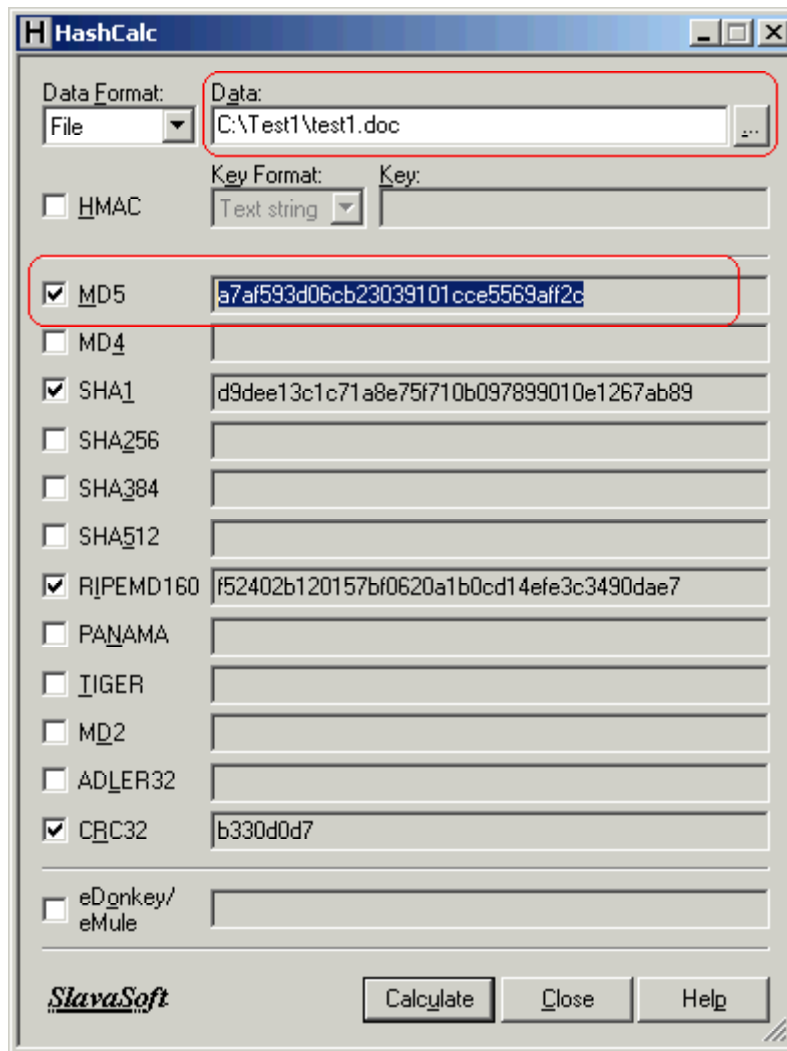 HashCalc
Data Format: Data:
File C:\Test1\test1.doc ...
Key Format: Key:
HMAC Text string
MD5 a7af593d06cb23039101cce5569aff2c
MD4
SHA1 d9dee13c1c71a8e75f710b097899010e1267ab89
SHA256
SHA384
SHA512
RIPEMD160 f52402b120157bf0620a1b0cd14efe3c3490dae7
PANAMA
TIGER
MD2
ADLER32
CRC32 b330d0d7
eDonkey/
eMule
SlavaSoft Calculate Close Help